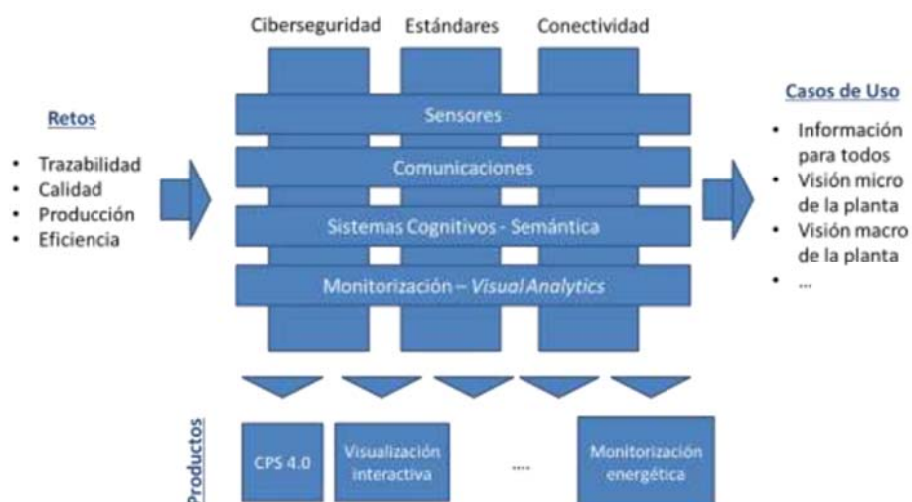 Ciberseguridad Estándares Conectividad
Retos
• Trazabilidad
• Calidad
• Producción
• Eficiencia
Sensores
Comunicaciones
Sistemas Cognitivos - Semántica
Monitorización – Visual Analytics
Casos de Uso
• Información
para todos
• Visión micro
de la planta
• Visión macro
de la planta
• ...
Productos
CPS 4.0
Visualización
interactiva
....
Monitorización
energética